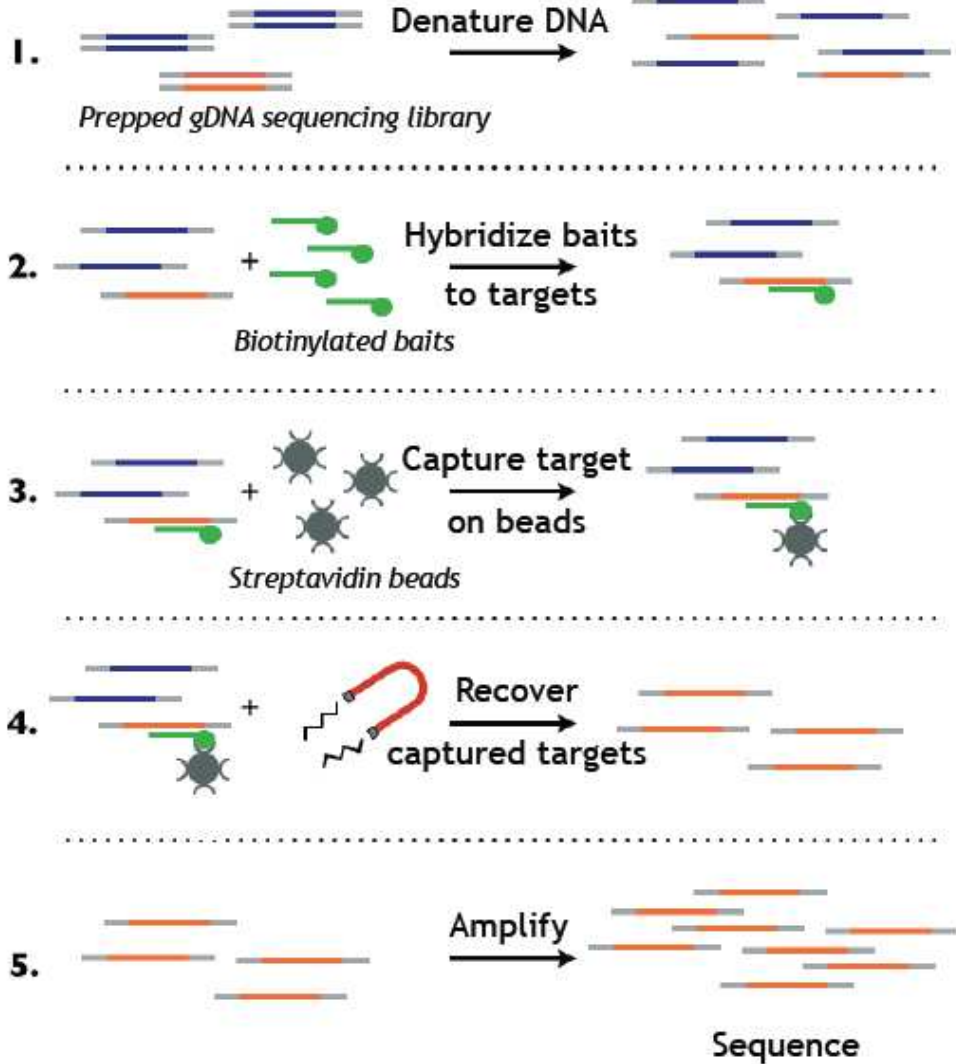 1.
Denature DNA
Prepped gDNA sequencing library
2.
+
Hybridize baits
to targets
Biotinylated baits
3.
+
Capture target
on beads
Streptavidin beads
4.
+
Recover
captured targets
5.
Amplify
Sequence